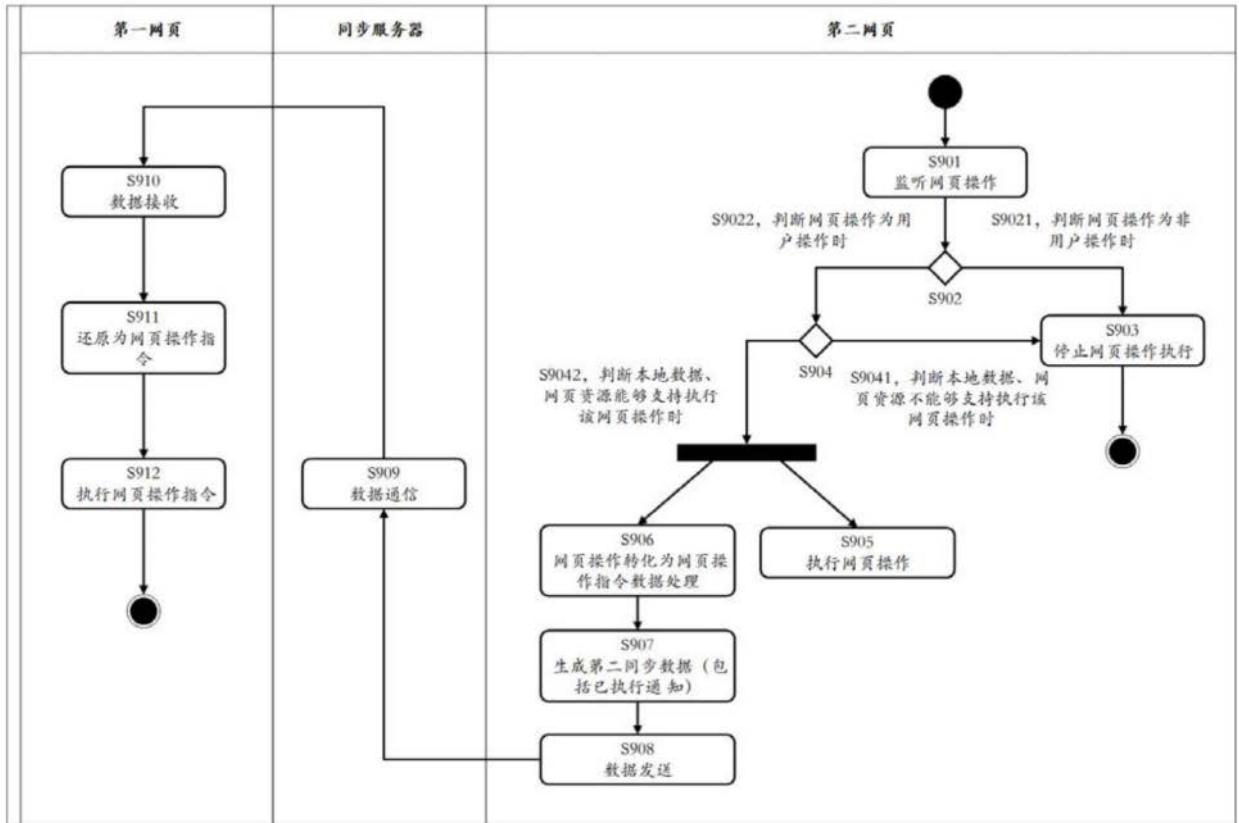 第一网页
同步服务器
第二网页
S901
监听网页操作
S9022，判断网页操作为用
户操作时
S9021，判断网页操作为非
用户操作时
S902
S903
停止网页操作执行
S904
S9042，判断本地数据、
网页资源能够支持执行
该网页操作时
S9041，判断本地数据、网
页资源不能够支持执行该
网页操作时
S910
数据接收
S911
还原为网页操作指
令
S912
执行网页操作指令
S909
数据通信
S906
网页操作转化为网页操
作指令数据处理
S905
执行网页操作
S907
生成第二同步数据（包
括已执行通 知）
S908
数据发送